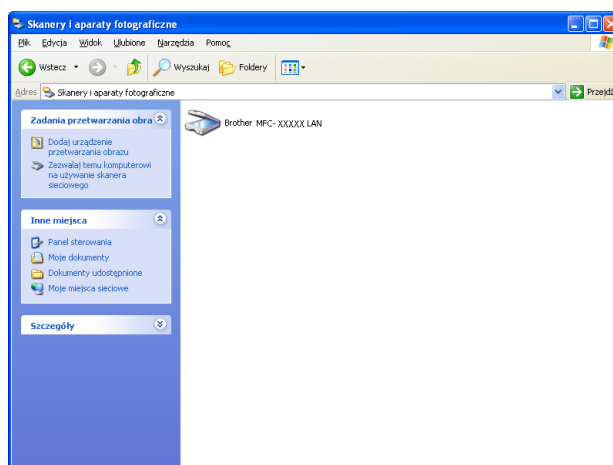 Skanery i aparaty fotograficzne
Plik Edycja Widok Ulubione Narzędzia Pomoc
Wstecz Wyszukaj Foldery
Adres Skanery i aparaty fotograficzne Przejdź
Zadania przetwarzania obra
Dodaj urządzenie
przetwarzania obrazu
Zezwalaj temu komputerowi
na używanie skanera
sieciowego
Inne miejsca
Panel sterowania
Moje dokumenty
Dokumenty udostępnione
Moje miejsca sieciowe
Szczegóły
Brother MFC-XXXXX LAN